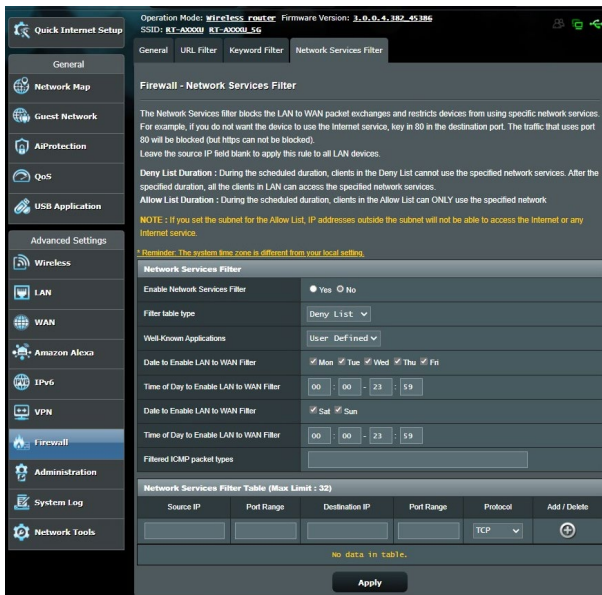 Operation Mode: Wireless router Firmware Version: 3.0.0.4.382_45386
SSID: RT-AXXXU RT-AXXXU_5G
Quick Internet Setup
General
Network Map
Guest Network
AiProtection
QoS
USB Application
Advanced Settings
Wireless
LAN
WAN
Amazon Alexa
IPv6
VPN
Firewall
Administration
System Log
Network Tools
General URL Filter Keyword Filter Network Services Filter
Firewall - Network Services Filter
The Network Services filter blocks the LAN to WAN packet exchanges and restricts devices from using specific network services.
For example, if you do not want the device to use the Internet service, key in 80 in the destination port. The traffic that uses port
80 will be blocked (but https can not be blocked).
Leave the source IP field blank to apply this rule to all LAN devices.
Deny List Duration : During the scheduled duration, clients in the Deny List cannot use the specified network services. After the
specified duration, all the clients in LAN can access the specified network services.
Allow List Duration : During the scheduled duration, clients in the Allow List can ONLY use the specified network
NOTE : If you set the subnet for the Allow List, IP addresses outside the subnet will not be able to access the Internet or any
Internet service.
* Reminder: The system time zone is different from your local setting.
Network Services Filter
Enable Network Services Filter Yes No
Filter table type Deny List
Well-Known Applications User Defined
Date to Enable LAN to WAN Filter Mon Tue Wed Thu Fri
Time of Day to Enable LAN to WAN Filter 00 : 00 - 23 : 59
Date to Enable LAN to WAN Filter Sat Sun
Time of Day to Enable LAN to WAN Filter 00 : 00 - 23 : 59
Filtered ICMP packet types
Network Services Filter Table (Max Limit : 32)
Source IP Port Range Destination IP Port Range Protocol Add / Delete
TCP
No data in table.
Apply